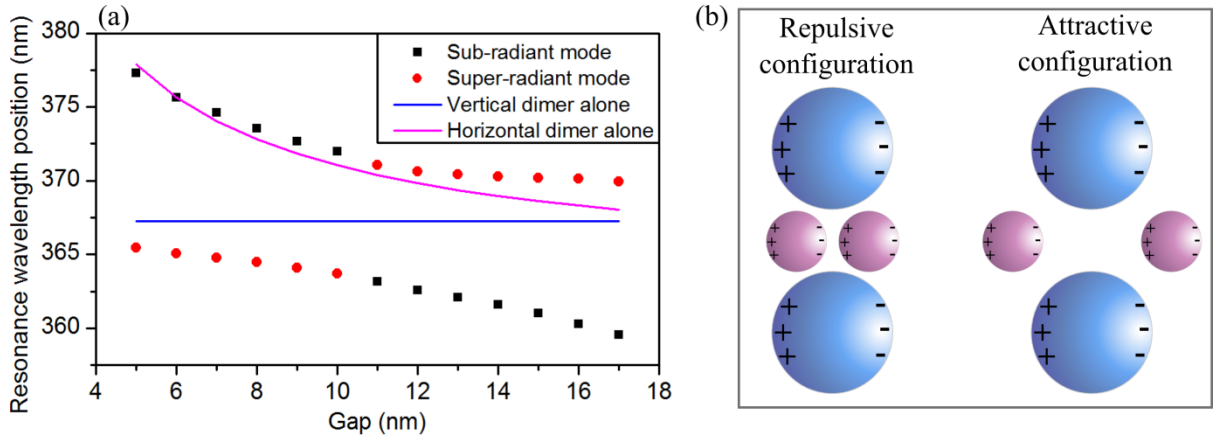 (a)
380
375
370
365
360
Resonance wavelength position (nm)
4
6
8
10
12
14
16
18
Gap (nm)
Sub-radiant mode
Super-radiant mode
Vertical dimer alone
Horizontal dimer alone
(b)
Repulsive
configuration
Attractive
configuration
+ + + - - -
+ + + - - -
+ + + - + + + -
+ + + - + + + -
+ + + - - -
+ + + - - -